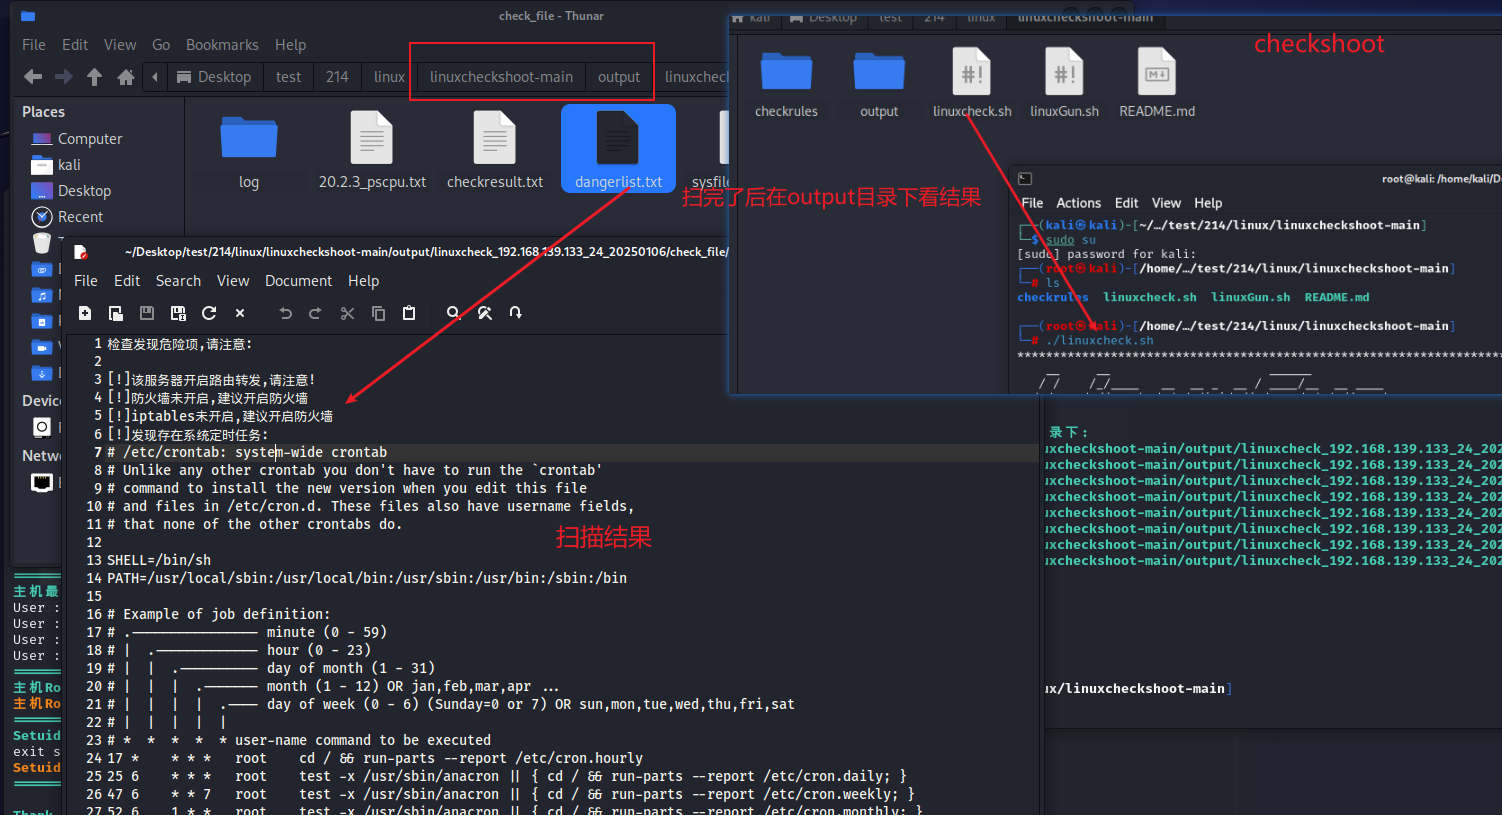 check_file - Thunar
File Edit View Go Bookmarks Help
Desktop test 214 linux linuxcheckshoot-main output linuxchec
Places
Computer
kali
Desktop
Recent
log
20.2.3_pscpu.txt
checkresult.txt
dangerlist.txt
sysfile
扫完了后在output目录下看结果
kali Desktop test 214 linux linuxcheckshoot-main
checkshoot
checkrules
output
linuxcheck.sh
linuxGun.sh
README.md
root@kali: /home/kali/De
File Actions Edit View Help
┌──(kali㉿kali)-[~/…/test/214/linux/linuxcheckshoot-main]
└─$ sudo su
[sudo] password for kali:
┌──(root㉿kali)-[/home/…/test/214/linux/linuxcheckshoot-main]
└─# ls
checkrules linuxcheck.sh linuxGun.sh README.md
┌──(root㉿kali)-[/home/…/test/214/linux/linuxcheckshoot-main]
└─# ./linuxcheck.sh
~/Desktop/test/214/linux/linuxcheckshoot-main/output/linuxcheck_192.168.139.133_24_20250106/check_file/
File Edit Search View Document Help
1 检查发现危险项,请注意:
2
3 [!]该服务器开启路由转发,请注意!
4 [!]防火墙未开启,建议开启防火墙
5 [!]iptables未开启,建议开启防火墙
6 [!]发现存在系统定时任务:
7 # /etc/crontab: system-wide crontab
8 # Unlike any other crontab you don't have to run the `crontab'
9 # command to install the new version when you edit this file
10 # and files in /etc/cron.d. These files also have username fields,
11 # that none of the other crontabs do.
12
13 SHELL=/bin/sh
14 PATH=/usr/local/sbin:/usr/local/bin:/usr/sbin:/usr/bin:/sbin:/bin
15
16 # Example of job definition:
17 # .---------------- minute (0 - 59)
18 # | .------------- hour (0 - 23)
19 # | | .---------- day of month (1 - 31)
20 # | | | .------- month (1 - 12) OR jan,feb,mar,apr ...
21 # | | | | .---- day of week (0 - 6) (Sunday=0 or 7) OR sun,mon,tue,wed,thu,fri,sat
22 # | | | | |
23 # * * * * * user-name command to be executed
24 17 * * * * root cd / && run-parts --report /etc/cron.hourly
25 25 6 * * * root test -x /usr/sbin/anacron || { cd / && run-parts --report /etc/cron.daily; }
26 47 6 * * 7 root test -x /usr/sbin/anacron || { cd / && run-parts --report /etc/cron.weekly; }
27 52 6 1 * * root test -x /usr/sbin/anacron || { cd / && run-parts --report /etc/cron.monthly; }
扫描结果
录下:
uxcheckshoot-main/output/linuxcheck_192.168.139.133_24_202
uxcheckshoot-main/output/linuxcheck_192.168.139.133_24_202
uxcheckshoot-main/output/linuxcheck_192.168.139.133_24_202
uxcheckshoot-main/output/linuxcheck_192.168.139.133_24_202
uxcheckshoot-main/output/linuxcheck_192.168.139.133_24_202
uxcheckshoot-main/output/linuxcheck_192.168.139.133_24_202
uxcheckshoot-main/output/linuxcheck_192.168.139.133_24_202
uxcheckshoot-main/output/linuxcheck_192.168.139.133_24_202
ux/linuxcheckshoot-main]
Device
Netwo
主机最
User :
User :
User :
User :
主机Ro
主机Ro
Setuid
exit s
Setuid
Thank